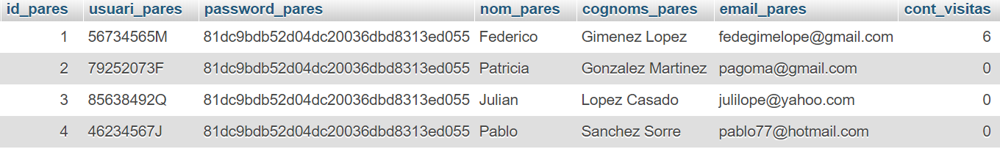 id_pares usuari_pares password_pares nom_pares cognoms_pares email_pares cont_visitas
1 56734565M 81dc9bdb52d04dc20036dbd8313ed055 Federico Gimenez Lopez fedegimelope@gmail.com 6
2 79252073F 81dc9bdb52d04dc20036dbd8313ed055 Patricia Gonzalez Martinez pagoma@gmail.com 0
3 85638492Q 81dc9bdb52d04dc20036dbd8313ed055 Julian Lopez Casado julilope@yahoo.com 0
4 46234567J 81dc9bdb52d04dc20036dbd8313ed055 Pablo Sanchez Sorre pablo77@hotmail.com 0